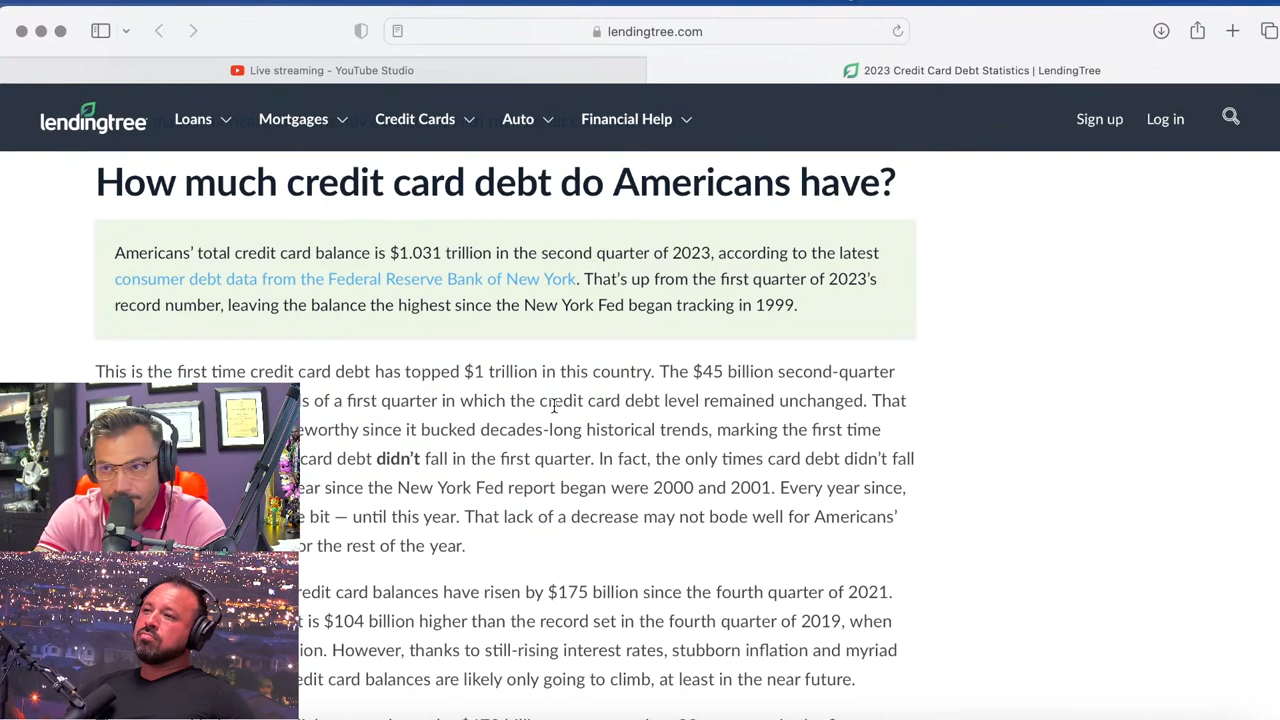 lendingtree.com
Live streaming - YouTube Studio
2023 Credit Card Debt Statistics | LendingTree
lendingtree
Loans
Mortgages
Credit Cards
Auto
Financial Help
Sign up
Log in
How much credit card debt do Americans have?
Americans’ total credit card balance is $1.031 trillion in the second quarter of 2023, according to the latest
consumer debt data from the Federal Reserve Bank of New York. That’s up from the first quarter of 2023’s
record number, leaving the balance the highest since the New York Fed began tracking in 1999.
This is the first time credit card debt has topped $1 trillion in this country. The $45 billion second-quarter
s of a first quarter in which the credit card debt level remained unchanged. That
eworthy since it bucked decades-long historical trends, marking the first time
card debt didn’t fall in the first quarter. In fact, the only times card debt didn’t fall
ear since the New York Fed report began were 2000 and 2001. Every year since,
e bit — until this year. That lack of a decrease may not bode well for Americans’
or the rest of the year.
redit card balances have risen by $175 billion since the fourth quarter of 2021.
t is $104 billion higher than the record set in the fourth quarter of 2019, when
ion. However, thanks to still-rising interest rates, stubborn inflation and myriad
edit card balances are likely only going to climb, at least in the near future.